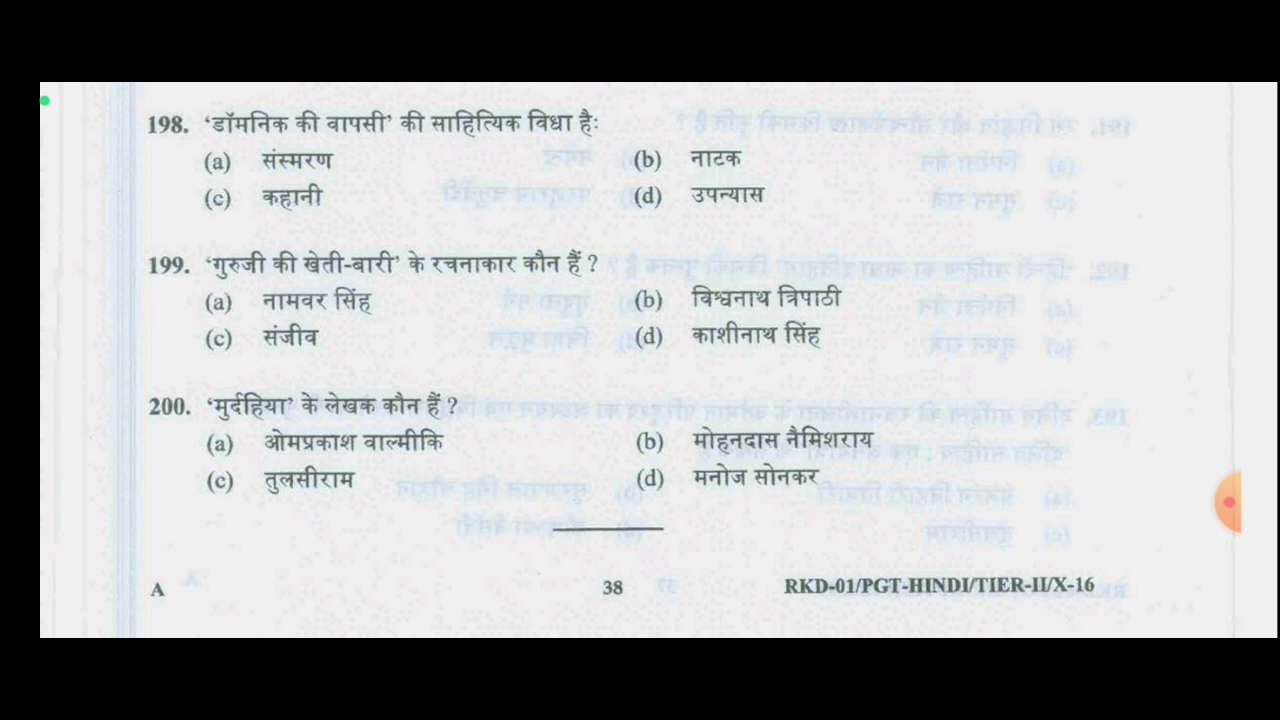 198. 'डॉमनिक की वापसी' की साहित्यिक विधा हैः
(a) संस्मरण (b) नाटक
(c) कहानी (d) उपन्यास
199. 'गुरुजी की खेती-बारी' के रचनाकार कौन हैं ?
(a) नामवर सिंह (b) विश्वनाथ त्रिपाठी
(c) संजीव (d) काशीनाथ सिंह
200. 'मुर्दहिया' के लेखक कौन हैं ?
(a) ओमप्रकाश वाल्मीकि (b) मोहनदास नैमिशराय
(c) तुलसीराम (d) मनोज सोनकर
A 38 RKD-01/PGT-HINDI/TIER-II/X-16